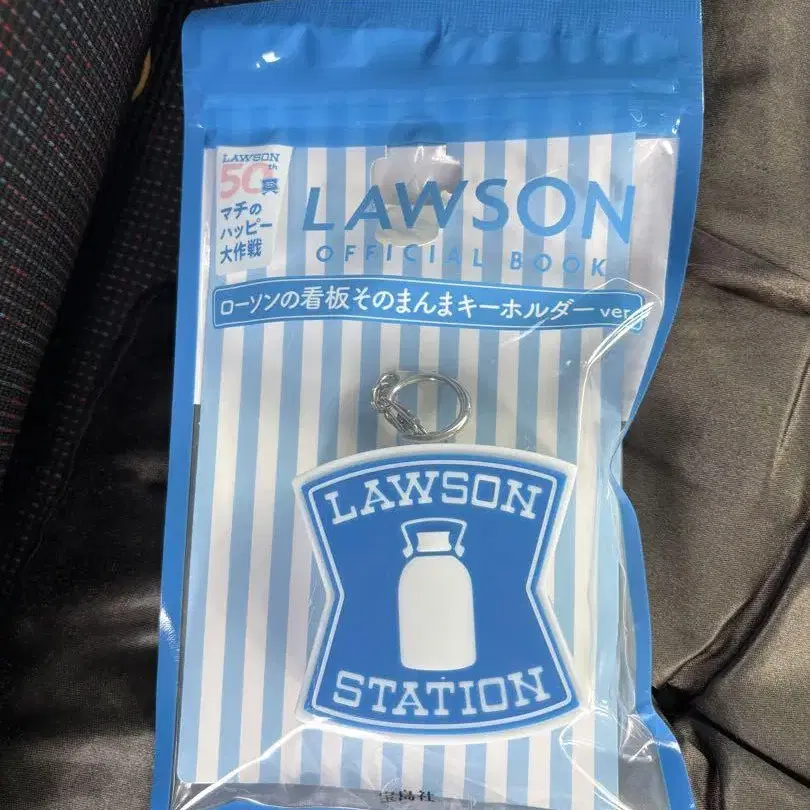 LAWSON
50th
マチの
ハッピー
大作戦
LAWSON
OFFICIAL BOOK
ローソンの看板そのまんまキーホルダー ver.
LAWSON
STATION
宝島社